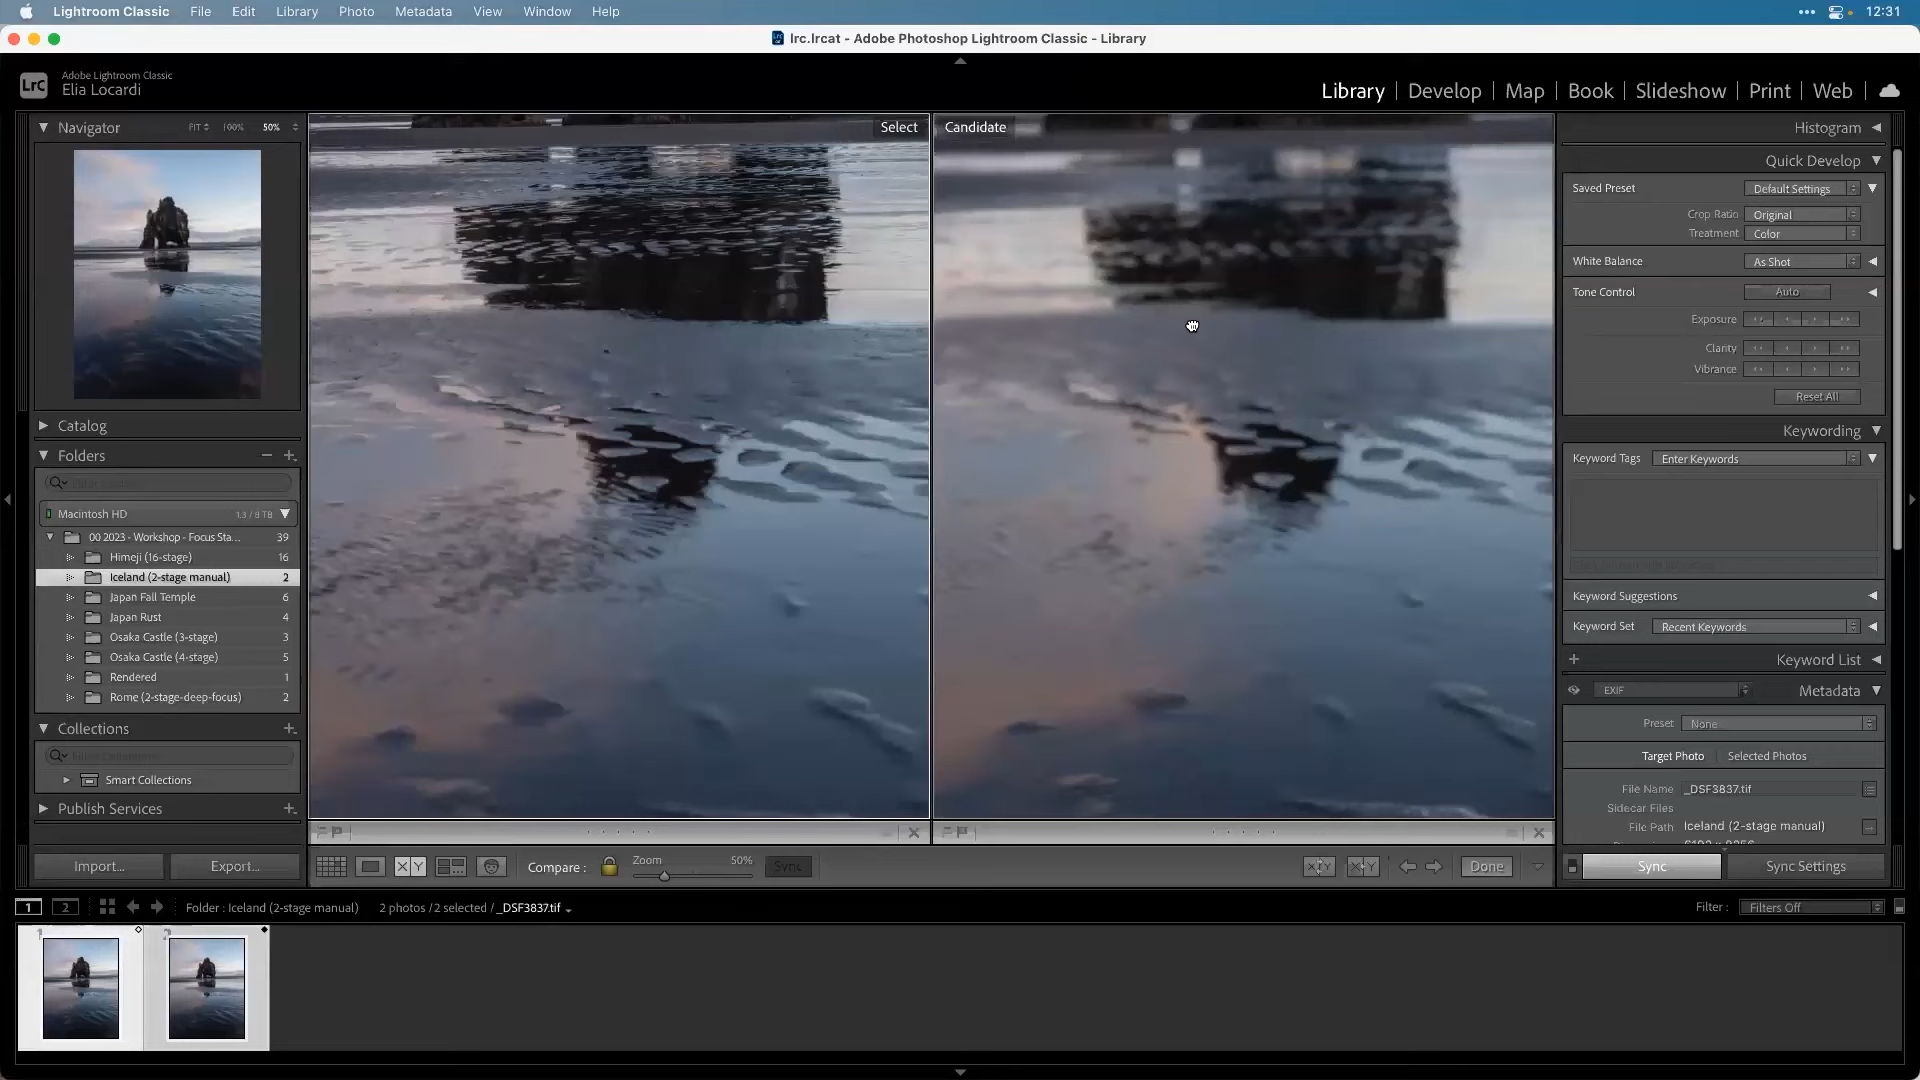 Lightroom Classic File Edit Library Photo Metadata View Window Help 12:31
lrc.lrcat - Adobe Photoshop Lightroom Classic - Library
LrC Adobe Lightroom Classic
Elia Locardi
Library | Develop | Map | Book | Slideshow | Print | Web
Navigator FIT 100% 50%
Catalog
Folders
Macintosh HD 1.3 / 8 TB
00 2023 - Workshop - Focus Sta... 39
Himeji (16-stage) 16
Iceland (2-stage manual) 2
Japan Fall Temple 6
Japan Rust 4
Osaka Castle (3-stage) 3
Osaka Castle (4-stage) 5
Rendered 1
Rome (2-stage-deep-focus) 2
Collections
Smart Collections
Publish Services
Import... Export...
Select
Candidate
XY Compare : Zoom 50% Sync
Done
Histogram
Quick Develop
Saved Preset Default Settings
Crop Ratio Original
Treatment Color
White Balance As Shot
Tone Control Auto
Exposure
Clarity
Vibrance
Reset All
Keywording
Keyword Tags Enter Keywords
Keyword Suggestions
Keyword Set Recent Keywords
Keyword List
EXIF Metadata
Preset None
Target Photo Selected Photos
File Name _DSF3837.tif
Sidecar Files
File Path Iceland (2-stage manual)
Sync Sync Settings
1 2 Folder : Iceland (2-stage manual) 2 photos / 2 selected / _DSF3837.tif
Filter : Filters Off
1 2